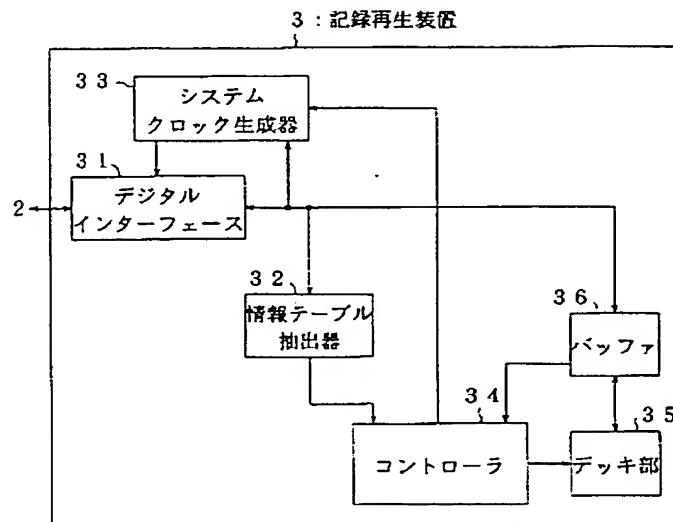 3:記録再生装置
33
システム
クロック生成器
31
デジタル
インターフェース
2
32
情報テーブル
抽出器
36
バッファ
34
コントローラ
35
デッキ部